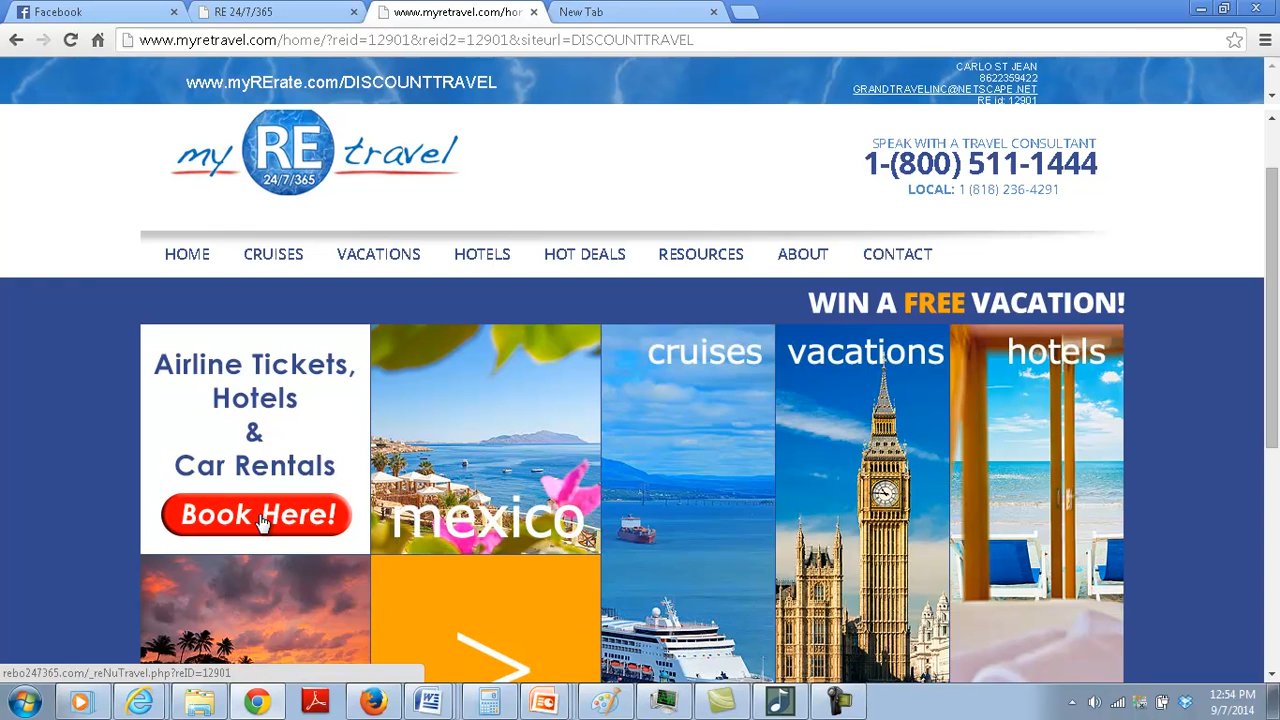 Facebook
RE 24/7/365
www.myretravel.com/hor
New Tab
www.myretravel.com/home/?reid=12901&reid2=12901&siteurl=DISCOUNTTRAVEL
www.myRErate.com/DISCOUNTTRAVEL
CARLO ST JEAN
8622359422
GRANDTRAVELINC@NETSCAPE.NET
RE id: 12901
my RE travel
24/7/365
SPEAK WITH A TRAVEL CONSULTANT
1-(800) 511-1444
LOCAL: 1 (818) 236-4291
HOME CRUISES VACATIONS HOTELS HOT DEALS RESOURCES ABOUT CONTACT
WIN A FREE VACATION!
Airline Tickets,
Hotels
&
Car Rentals
Book Here!
mexico
cruises
vacations
hotels
>
rebo247365.com/_reNuTravel.php?reID=12901
12:54 PM
9/7/2014